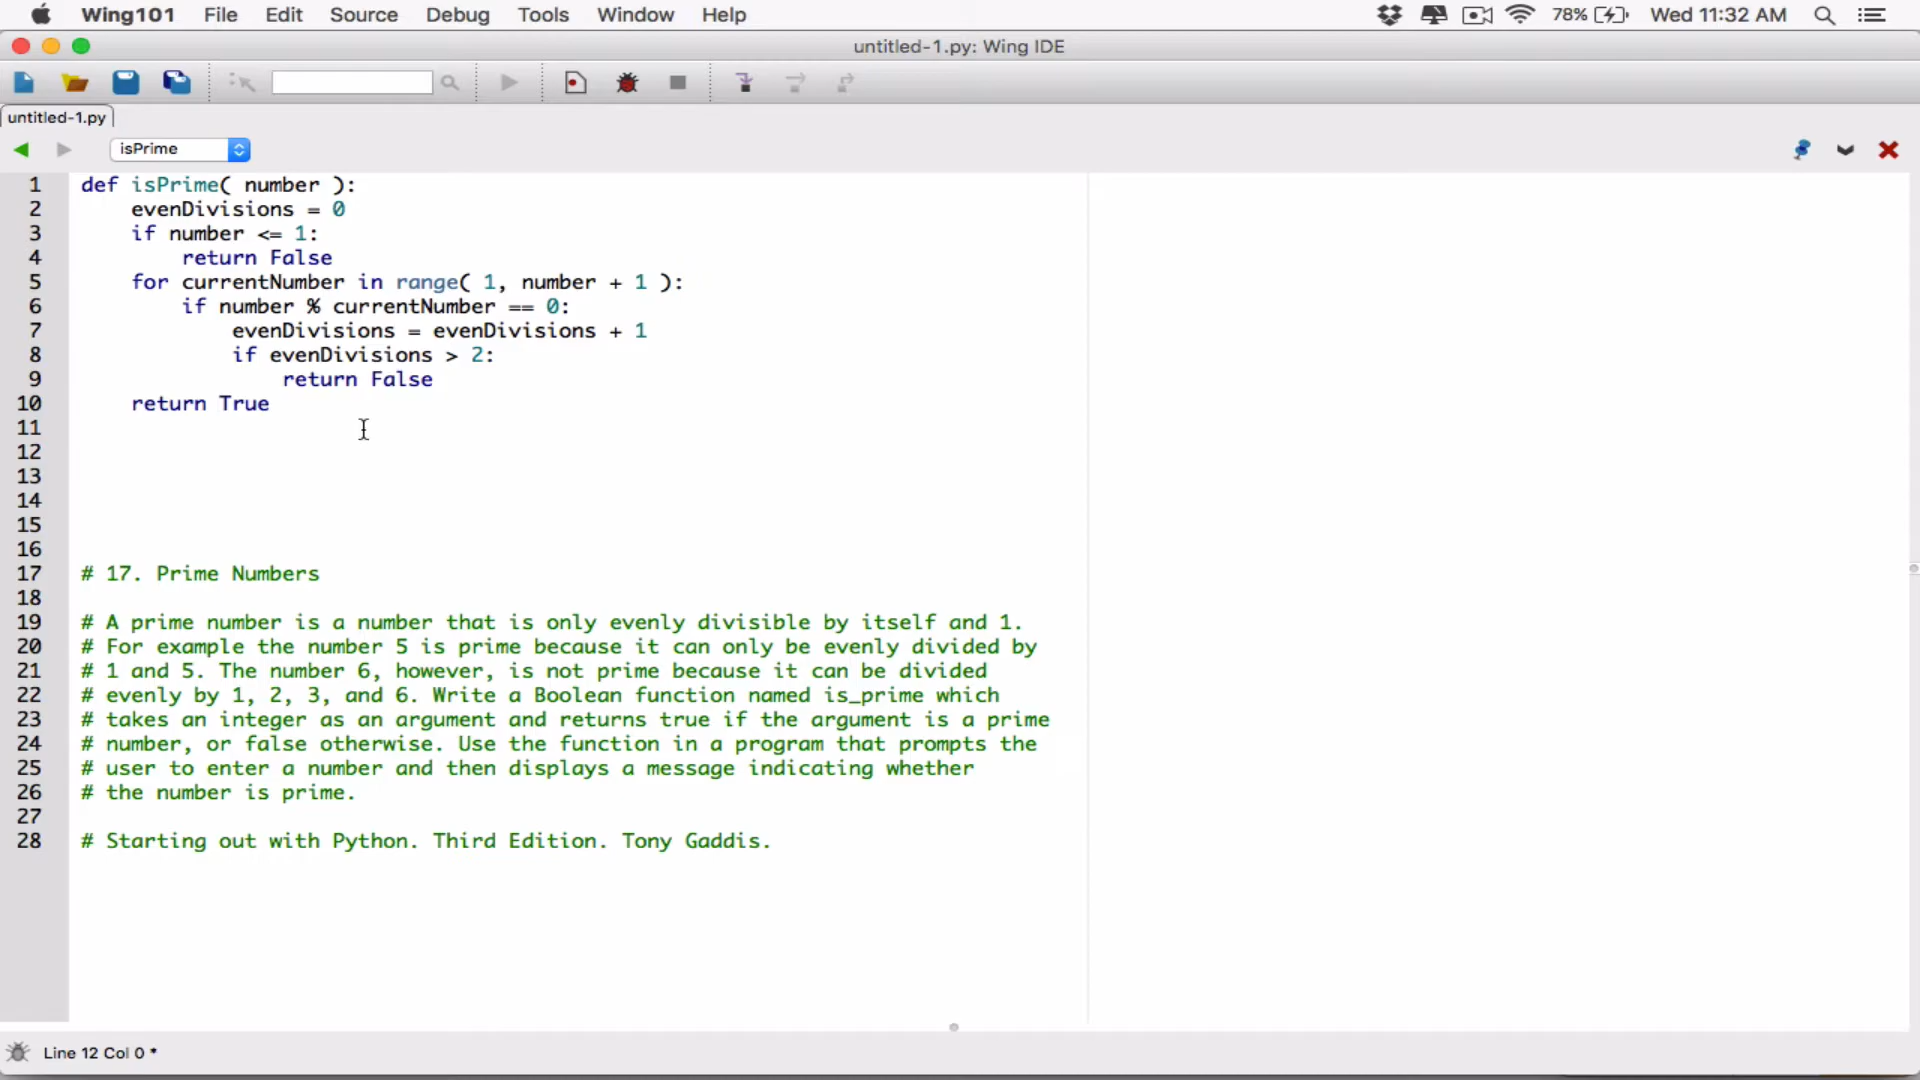 Wing101 File Edit Source Debug Tools Window Help 78% Wed 11:32 AM
untitled-1.py: Wing IDE
untitled-1.py
isPrime
1 def isPrime( number ):
2     evenDivisions = 0
3     if number <= 1:
4         return False
5     for currentNumber in range( 1, number + 1 ):
6         if number % currentNumber == 0:
7             evenDivisions = evenDivisions + 1
8             if evenDivisions > 2:
9                 return False
10     return True
11
12
13
14
15
16
17 # 17. Prime Numbers
18
19 # A prime number is a number that is only evenly divisible by itself and 1.
20 # For example the number 5 is prime because it can only be evenly divided by
21 # 1 and 5. The number 6, however, is not prime because it can be divided
22 # evenly by 1, 2, 3, and 6. Write a Boolean function named is_prime which
23 # takes an integer as an argument and returns true if the argument is a prime
24 # number, or false otherwise. Use the function in a program that prompts the
25 # user to enter a number and then displays a message indicating whether
26 # the number is prime.
27
28 # Starting out with Python. Third Edition. Tony Gaddis.
Line 12 Col 0 *